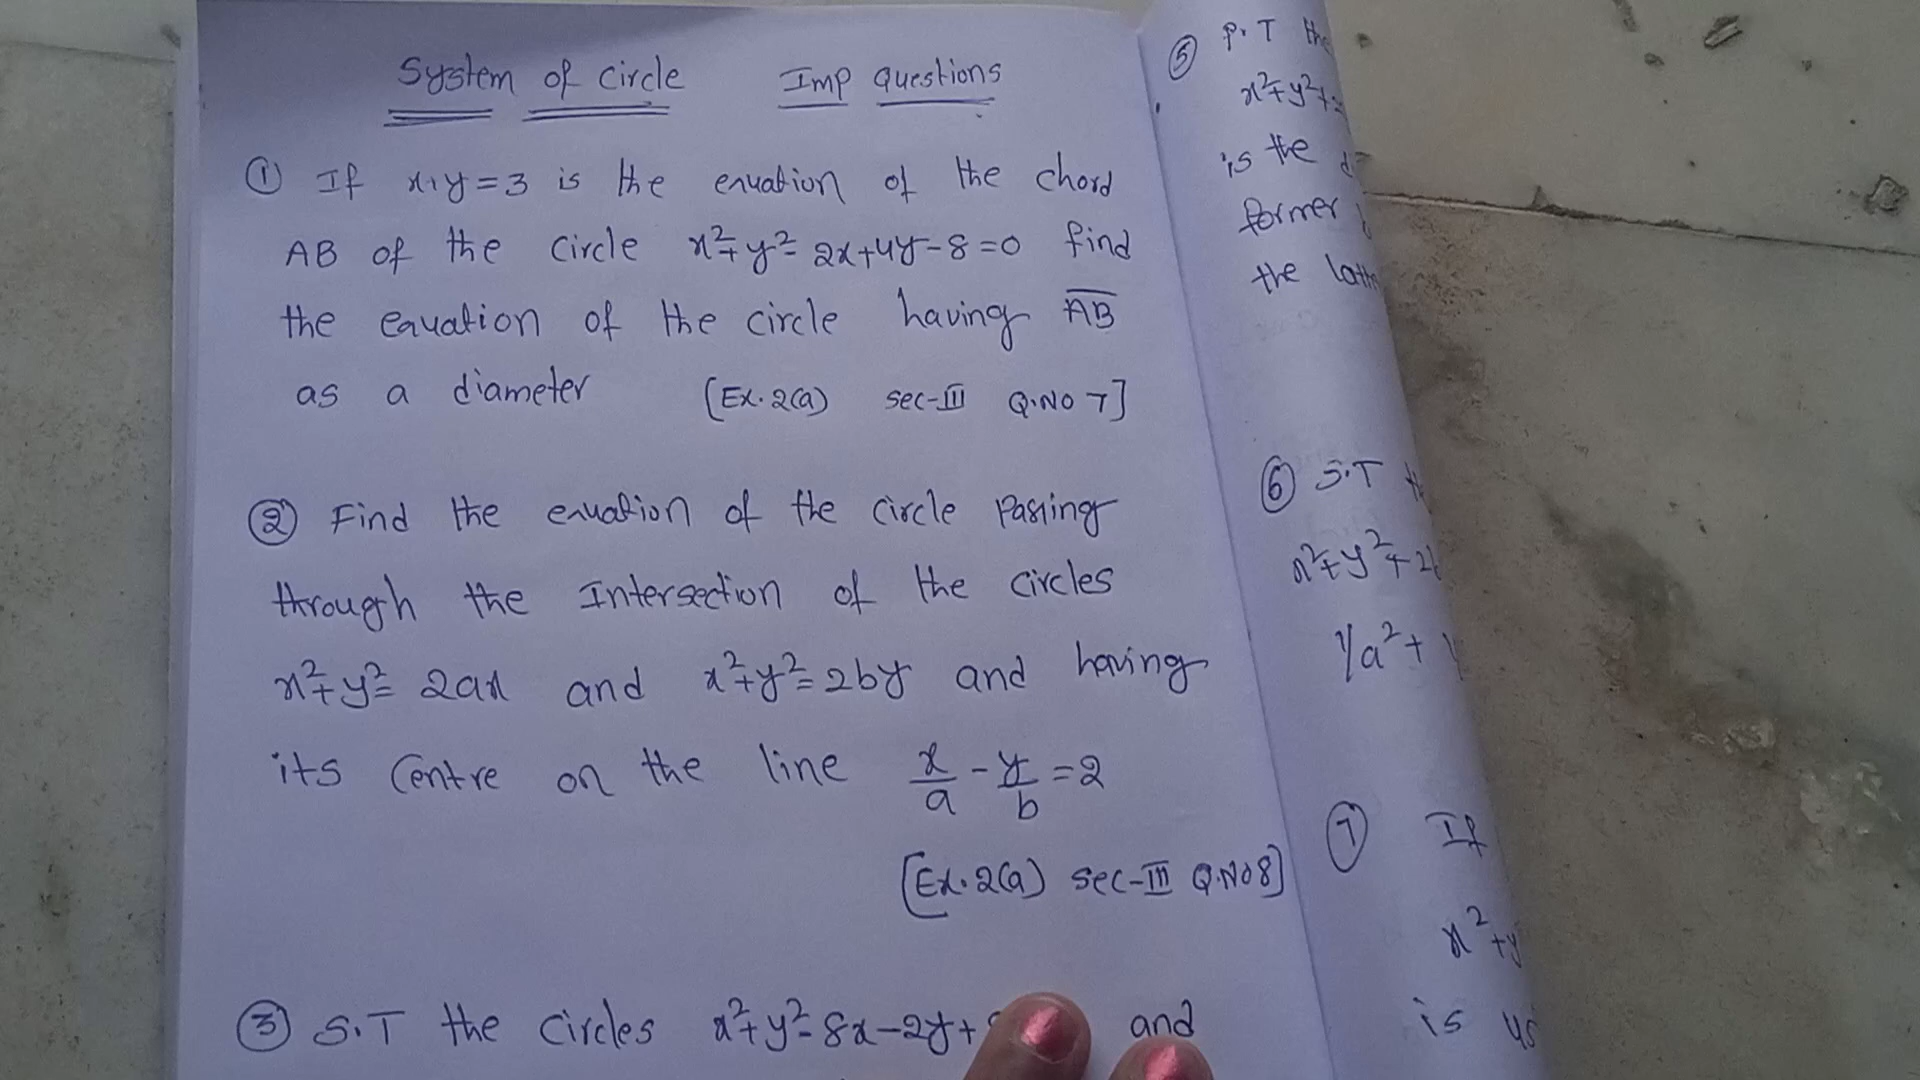 System of circle Imp Questions
① If x+y=3 is the equation of the chord
AB of the circle x²+y²-2x+4y-8=0 find
the equation of the circle having AB
as a diameter [Ex.2(a) sec-III Q.NO 7]
② Find the equation of the circle Passing
through the Intersection of the circles
x²+y²=2ax and x²+y²=2by and having
its Centre on the line x/a - y/b = 2
[Ex.2(a) sec-III Q.NO8]
③ S.T the circles x²+y²-8x-2y+ and
⑤ P.T the
x²+y²+
is the
former
the
⑥ S.T
x²+y²+2
1/a²+
⑦ If
x²+y
is